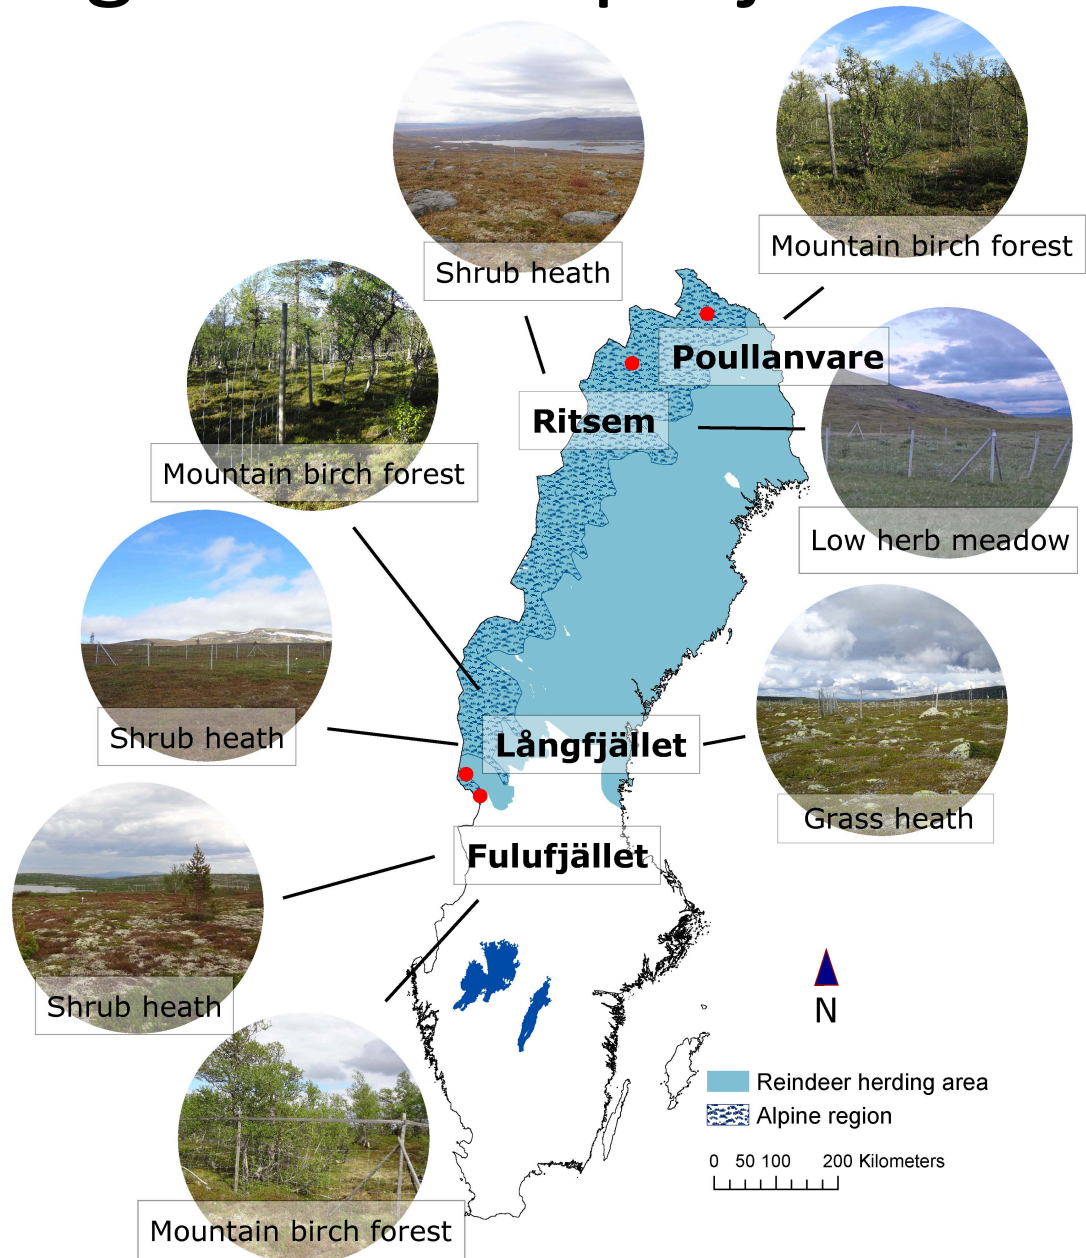 Mountain birch forest
Shrub heath
Poullanvare
Ritsem
Mountain birch forest
Low herb meadow
Shrub heath
Långfjället
Grass heath
Fulufjället
Shrub heath
N
Reindeer herding area
Alpine region
0 50 100 200 Kilometers
Mountain birch forest